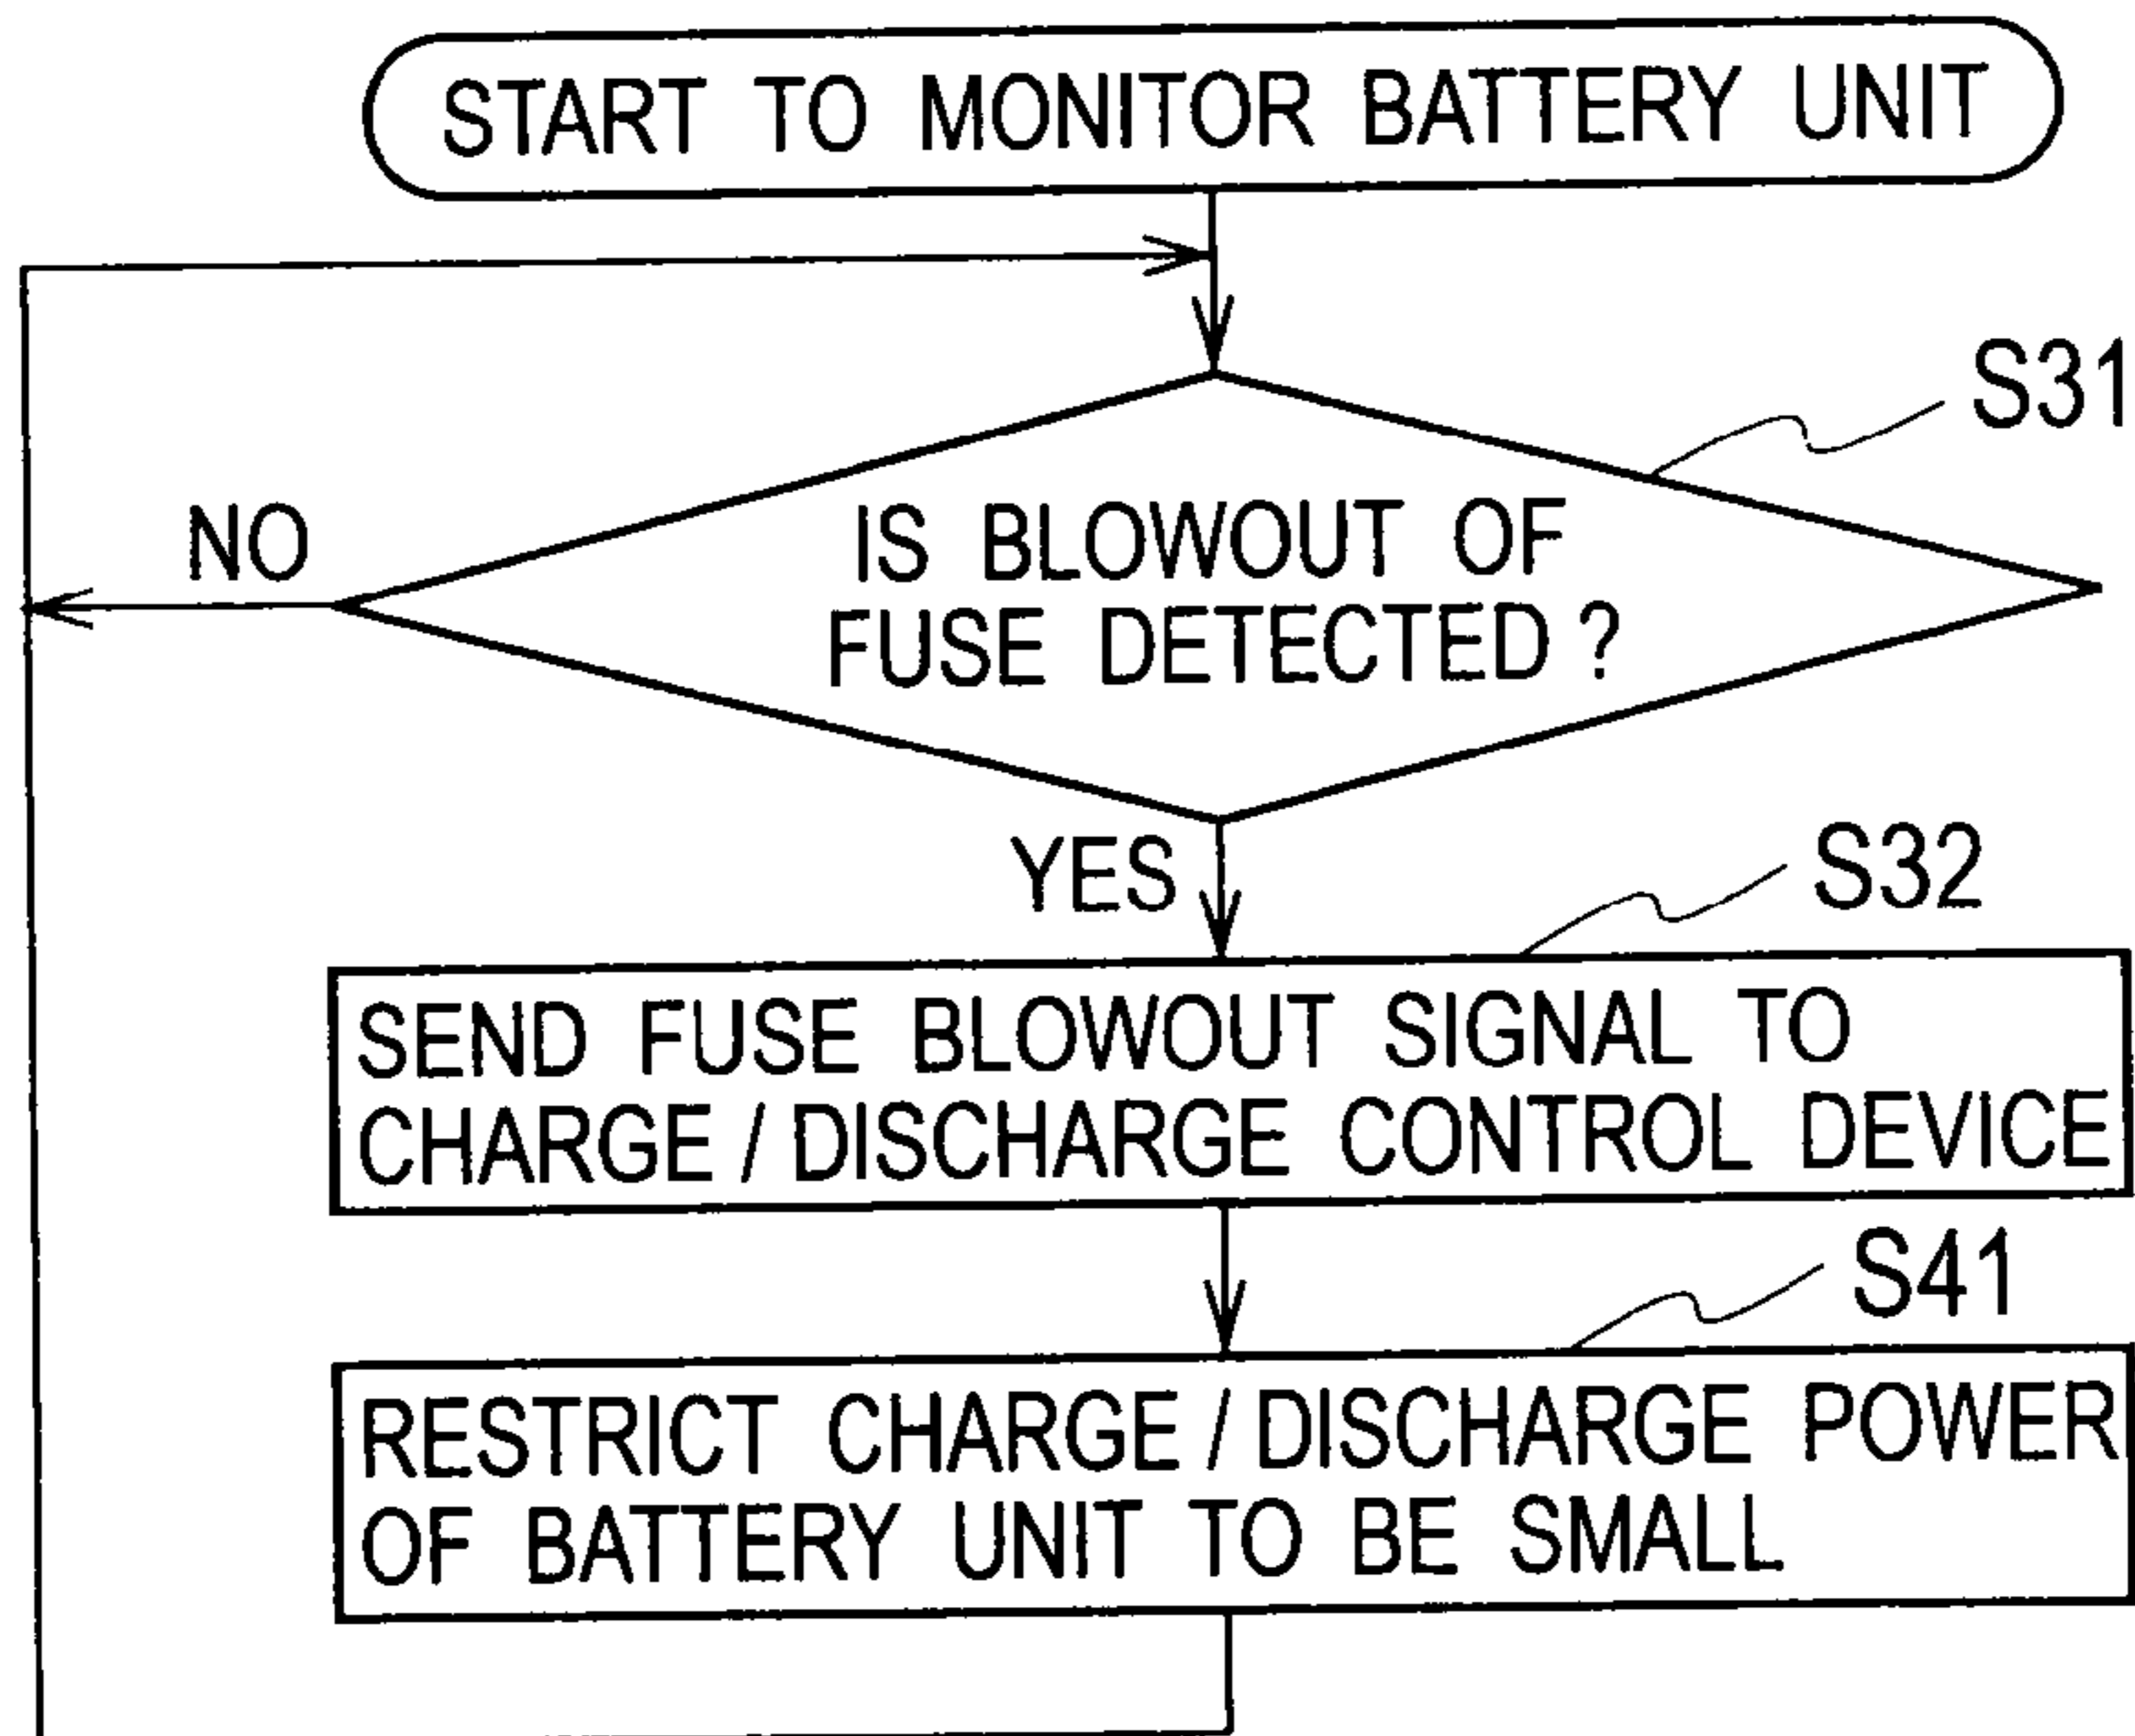 START TO MONITOR BATTERY UNIT
S31
NO
IS BLOWOUT OF
FUSE DETECTED ?
YES
S32
SEND FUSE BLOWOUT SIGNAL TO
CHARGE / DISCHARGE CONTROL DEVICE
S41
RESTRICT CHARGE / DISCHARGE POWER
OF BATTERY UNIT TO BE SMALL